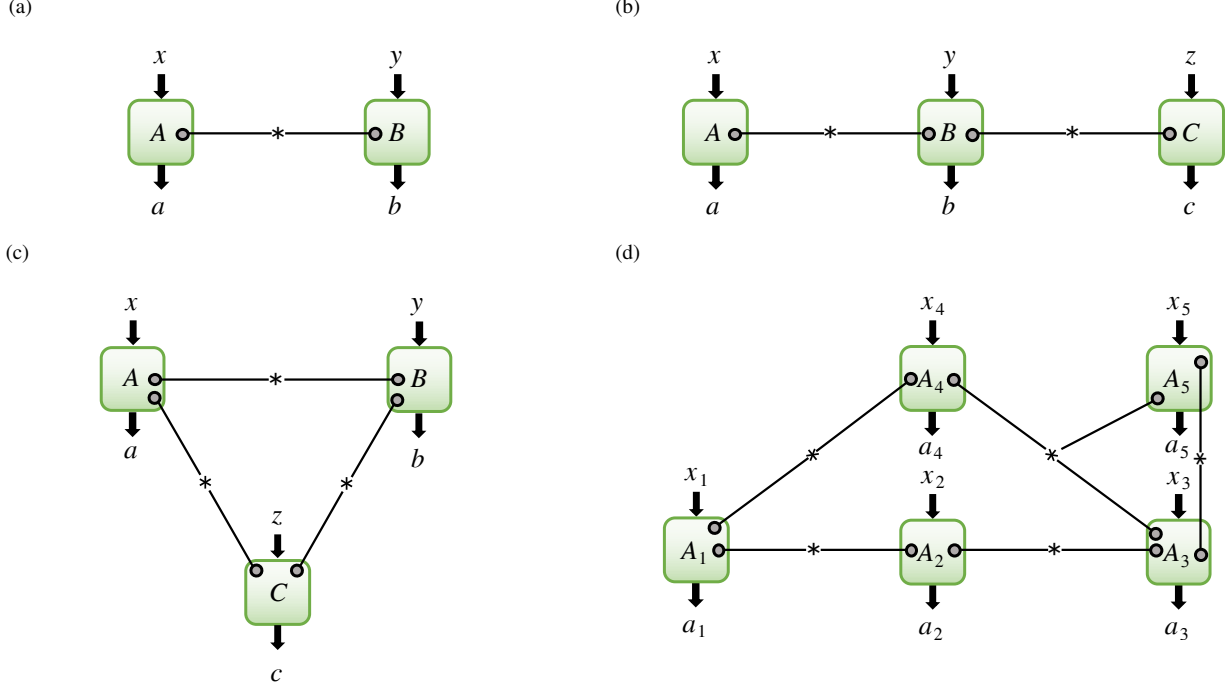 (a)
x y
A * B
a b
(b)
x y z
A * B * C
a b c
(c)
x y
A * B
a b
* *
z
C
c
(d)
x₄ x₅
A₄ A₅
a₄ a₅
* * *
x₁ x₂ x₃
A₁ * A₂ * A₃
a₁ a₂ a₃